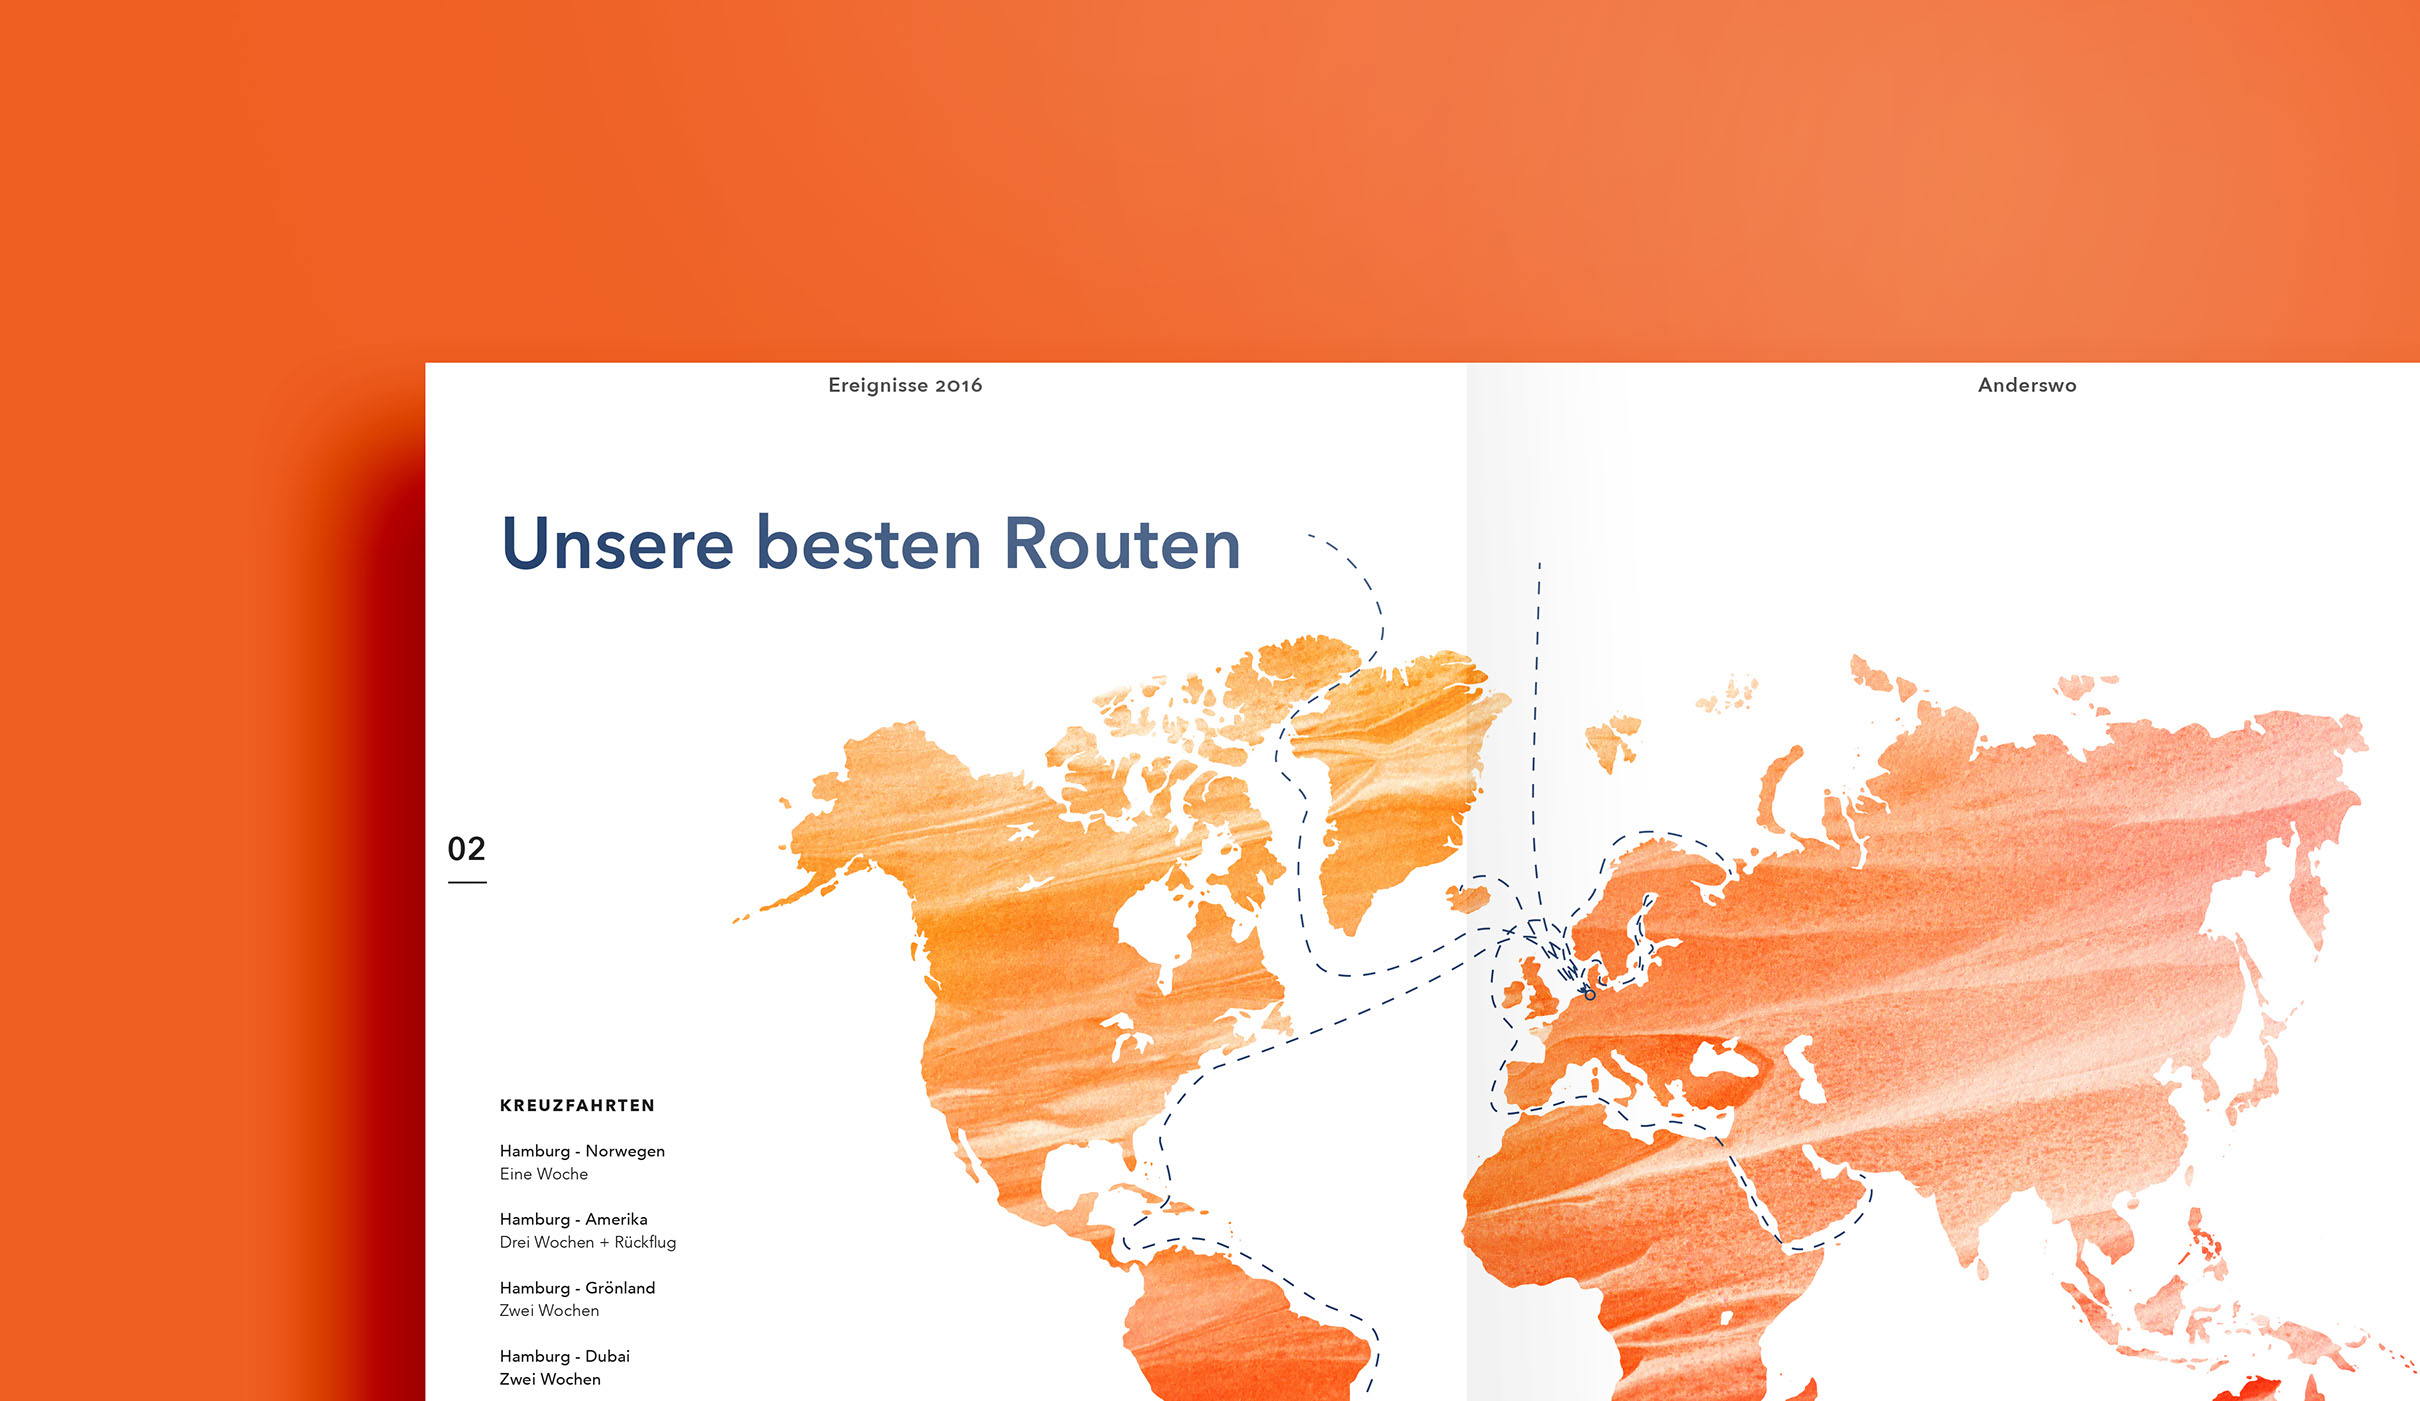 Ereignisse 2016
Anderswo
Unsere besten Routen
02
KREUZFAHRTEN
Hamburg - Norwegen
Eine Woche
Hamburg - Amerika
Drei Wochen + Rückflug
Hamburg - Grönland
Zwei Wochen
Hamburg - Dubai
Zwei Wochen